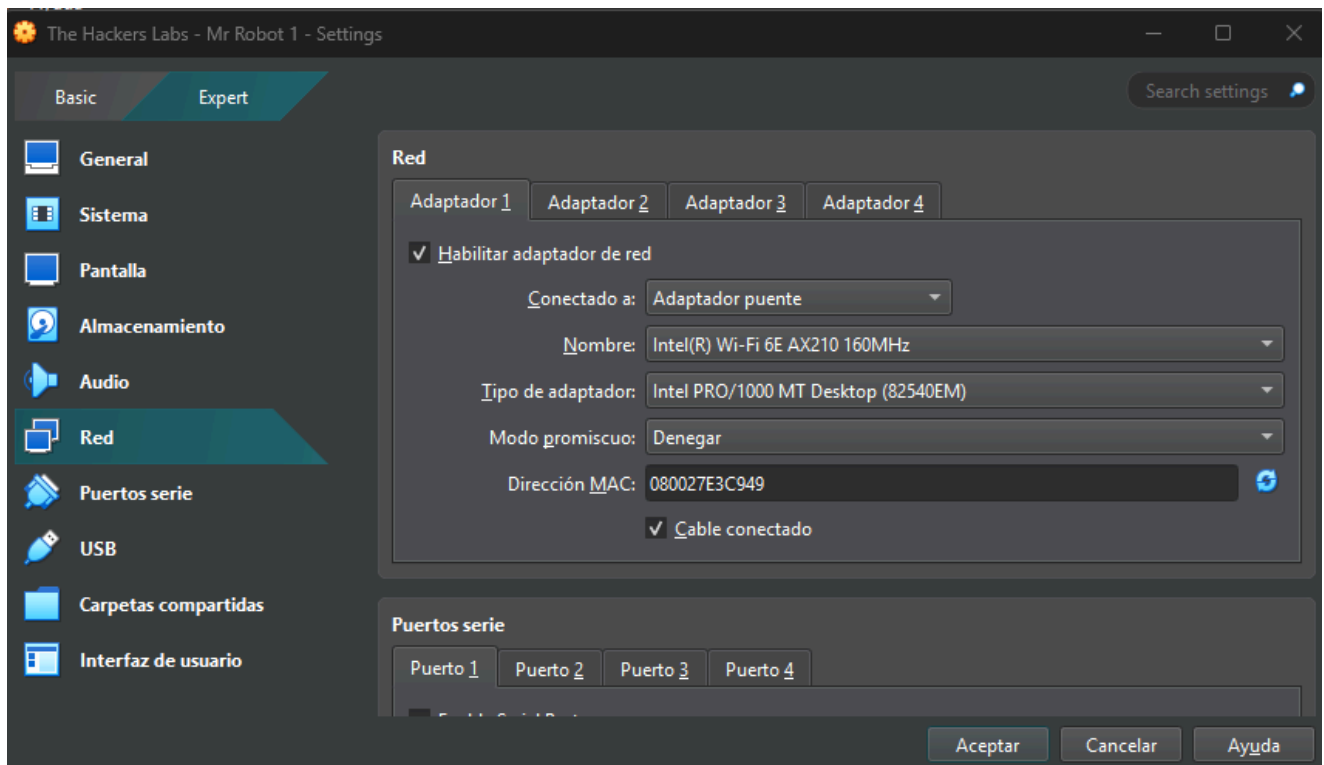 The Hackers Labs - Mr Robot 1 - Settings
Basic Expert Search settings
General
Sistema
Pantalla
Almacenamiento
Audio
Red
Puertos serie
USB
Carpetas compartidas
Interfaz de usuario
Red
Adaptador 1 Adaptador 2 Adaptador 3 Adaptador 4
Habilitar adaptador de red
Conectado a: Adaptador puente
Nombre: Intel(R) Wi-Fi 6E AX210 160MHz
Tipo de adaptador: Intel PRO/1000 MT Desktop (82540EM)
Modo promiscuo: Denegar
Dirección MAC: 080027E3C949
Cable conectado
Puertos serie
Puerto 1 Puerto 2 Puerto 3 Puerto 4
Aceptar Cancelar Ayuda